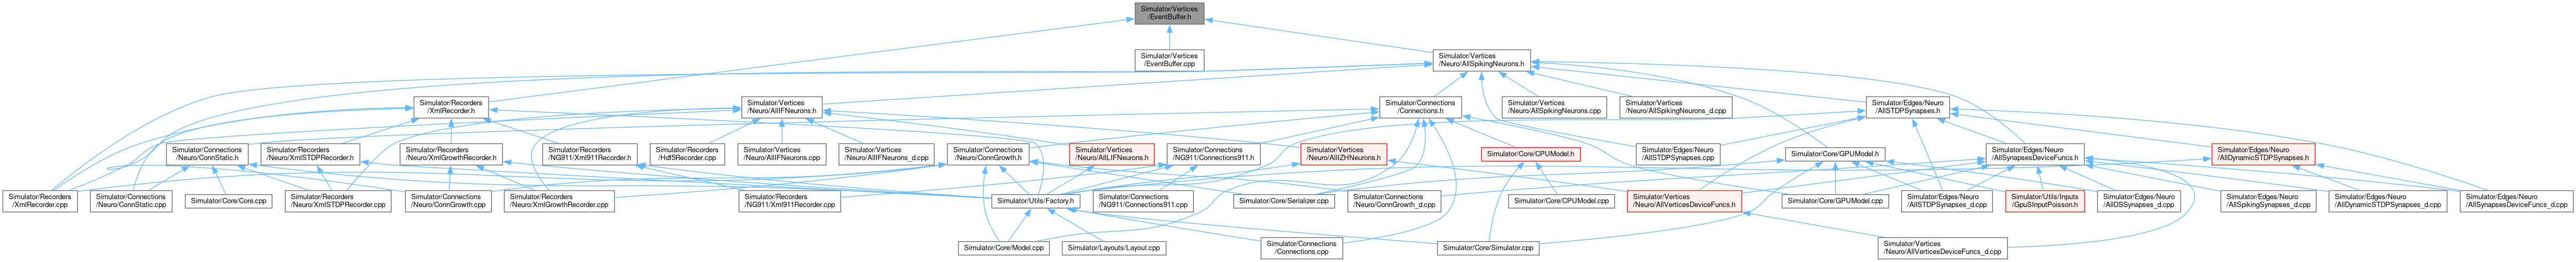 Simulator/Vertices
/EventBuffer.h
Simulator/Vertices
/EventBuffer.cpp
Simulator/Vertices
/Neuro/AllSpikingNeurons.h
Simulator/Recorders
/XmlRecorder.h
Simulator/Vertices
/Neuro/AllIFNeurons.h
Simulator/Connections
/Connections.h
Simulator/Vertices
/Neuro/AllSpikingNeurons.cpp
Simulator/Vertices
/Neuro/AllSpikingNeurons_d.cpp
Simulator/Edges/Neuro
/AllSTDPSynapses.h
Simulator/Connections
/Neuro/ConnStatic.h
Simulator/Recorders
/Neuro/XmlSTDPRecorder.h
Simulator/Recorders
/Neuro/XmlGrowthRecorder.h
Simulator/Recorders
/NG911/Xml911Recorder.h
Simulator/Recorders
/Hdf5Recorder.cpp
Simulator/Vertices
/Neuro/AllIFNeurons.cpp
Simulator/Vertices
/Neuro/AllIFNeurons_d.cpp
Simulator/Connections
/Neuro/ConnGrowth.h
Simulator/Vertices
/Neuro/AllLIFNeurons.h
Simulator/Connections
/NG911/Connections911.h
Simulator/Vertices
/Neuro/AllIZHNeurons.h
Simulator/Core/CPUModel.h
Simulator/Edges/Neuro
/AllSTDPSynapses.cpp
Simulator/Core/GPUModel.h
Simulator/Edges/Neuro
/AllSynapsesDeviceFuncs.h
Simulator/Edges/Neuro
/AllDynamicSTDPSynapses.h
Simulator/Recorders
/XmlRecorder.cpp
Simulator/Connections
/Neuro/ConnStatic.cpp
Simulator/Core/Core.cpp
Simulator/Recorders
/Neuro/XmlSTDPRecorder.cpp
Simulator/Connections
/Neuro/ConnGrowth.cpp
Simulator/Recorders
/Neuro/XmlGrowthRecorder.cpp
Simulator/Recorders
/NG911/Xml911Recorder.cpp
Simulator/Utils/Factory.h
Simulator/Connections
/NG911/Connections911.cpp
Simulator/Core/Serializer.cpp
Simulator/Connections
/Neuro/ConnGrowth_d.cpp
Simulator/Core/CPUModel.cpp
Simulator/Vertices
/Neuro/AllVerticesDeviceFuncs.h
Simulator/Core/GPUModel.cpp
Simulator/Edges/Neuro
/AllSTDPSynapses_d.cpp
Simulator/Utils/Inputs
/GpuSInputPoisson.h
Simulator/Edges/Neuro
/AllDSSynapses_d.cpp
Simulator/Edges/Neuro
/AllSpikingSynapses_d.cpp
Simulator/Edges/Neuro
/AllDynamicSTDPSynapses_d.cpp
Simulator/Edges/Neuro
/AllSynapsesDeviceFuncs_d.cpp
Simulator/Core/Model.cpp
Simulator/Layouts/Layout.cpp
Simulator/Connections
/Connections.cpp
Simulator/Core/Simulator.cpp
Simulator/Vertices
/Neuro/AllVerticesDeviceFuncs_d.cpp